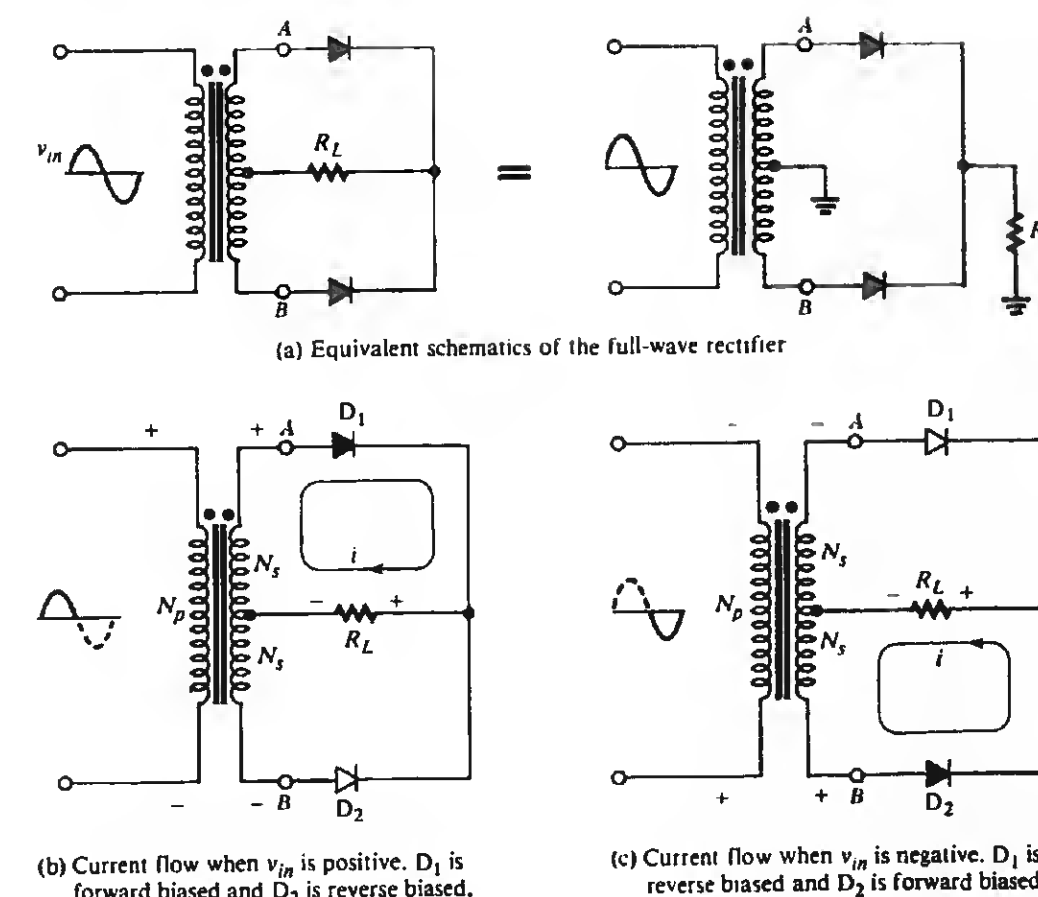 A
A
v_in
R_L
=
R
B
B
(a) Equivalent schematics of the full-wave rectifier
+ + A D₁
- - A D₁
N_s
i
N_p
- +
R_L
N_s
N_s
R_L
- +
N_p
N_s
i
- - B D₂
+ + B D₂
(b) Current flow when v_in is positive. D₁ is
forward biased and D₂ is reverse biased.
(c) Current flow when v_in is negative. D₁ is
reverse biased and D₂ is forward biased